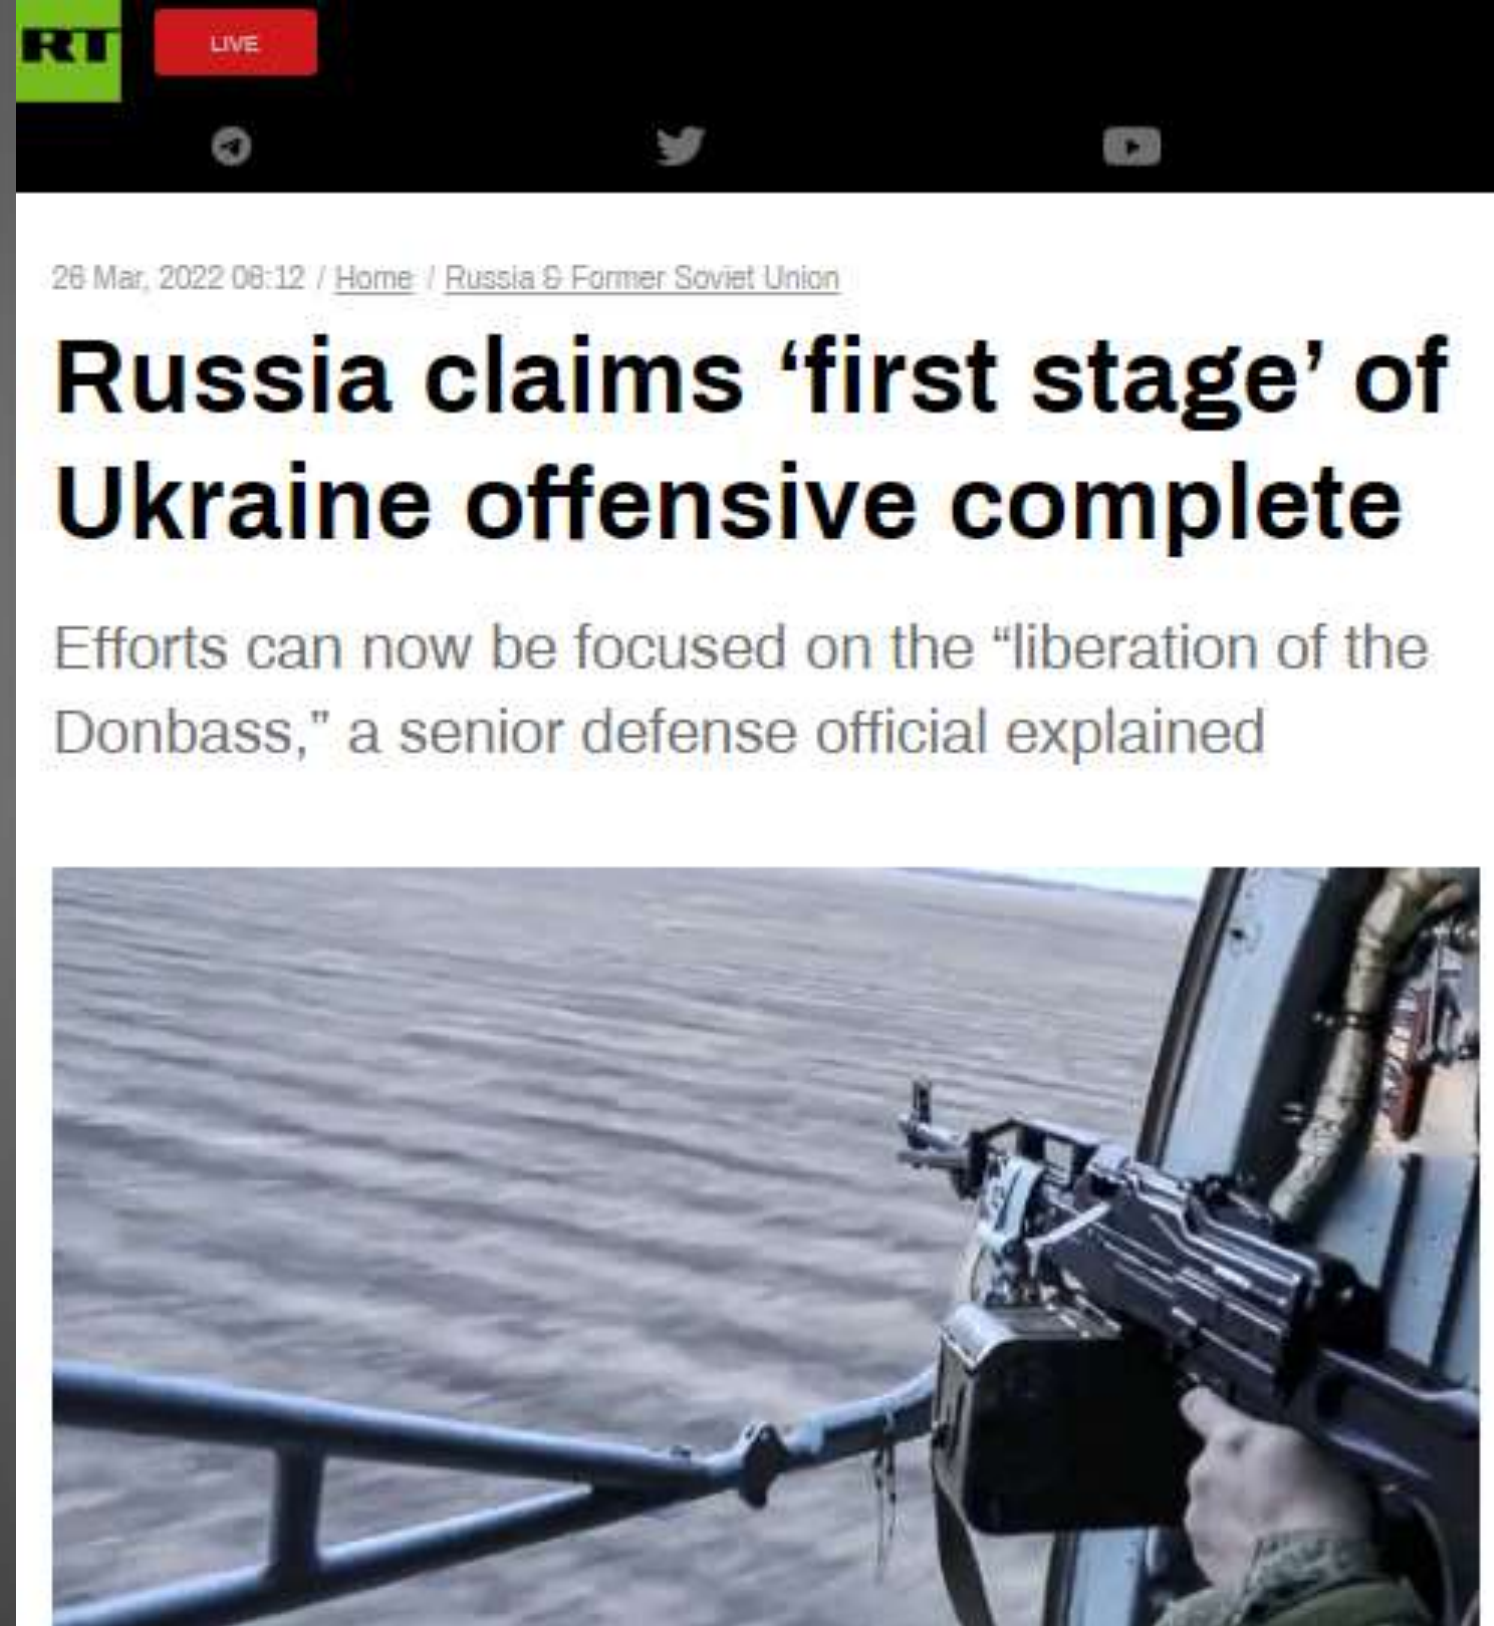 RT
LIVE
26 Mar, 2022 06:12 / Home / Russia & Former Soviet Union
Russia claims ‘first stage’ of
Ukraine offensive complete
Efforts can now be focused on the “liberation of the
Donbass,” a senior defense official explained